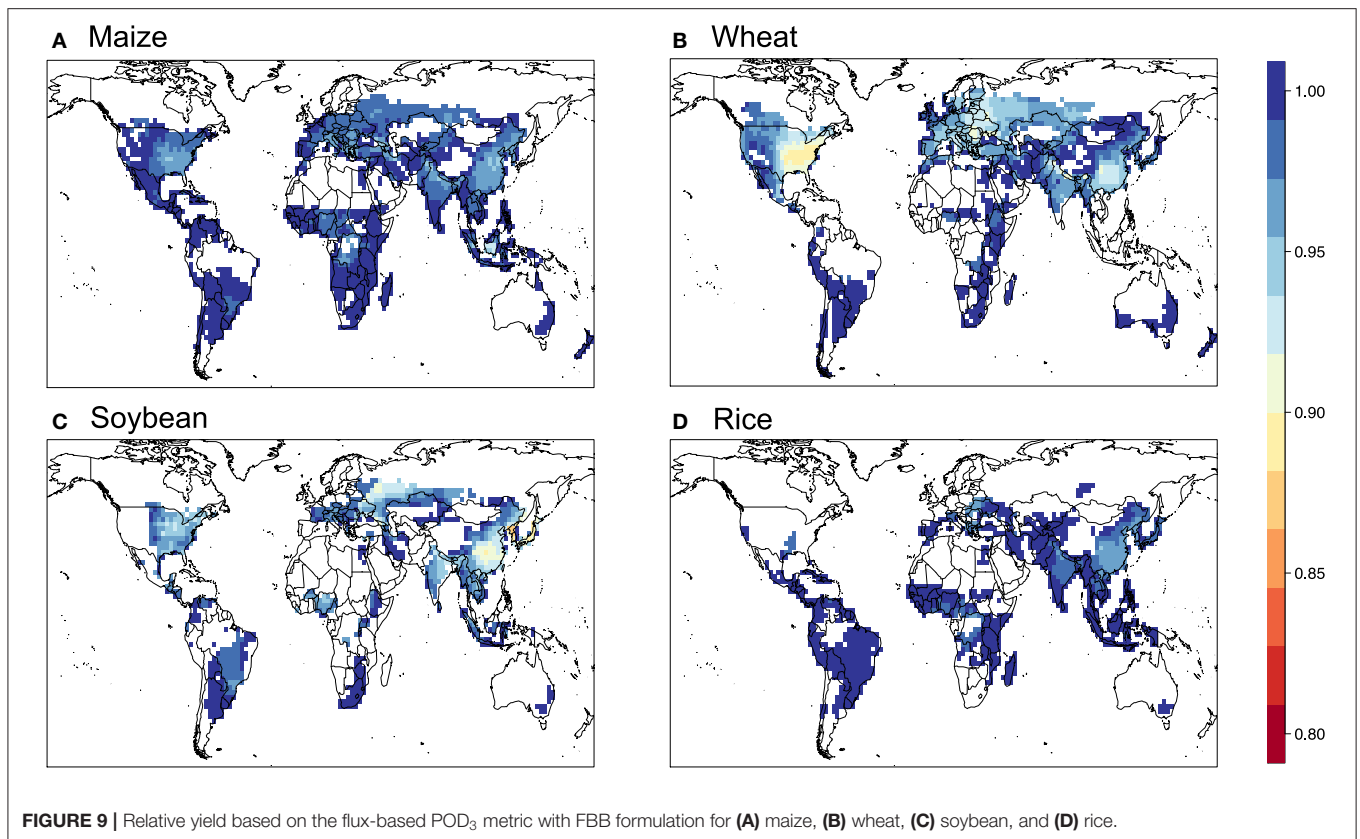 A Maize
B Wheat
1.00
0.95
0.90
0.85
0.80
C Soybean
D Rice
FIGURE 9 | Relative yield based on the flux-based POD₃ metric with FBB formulation for (A) maize, (B) wheat, (C) soybean, and (D) rice.